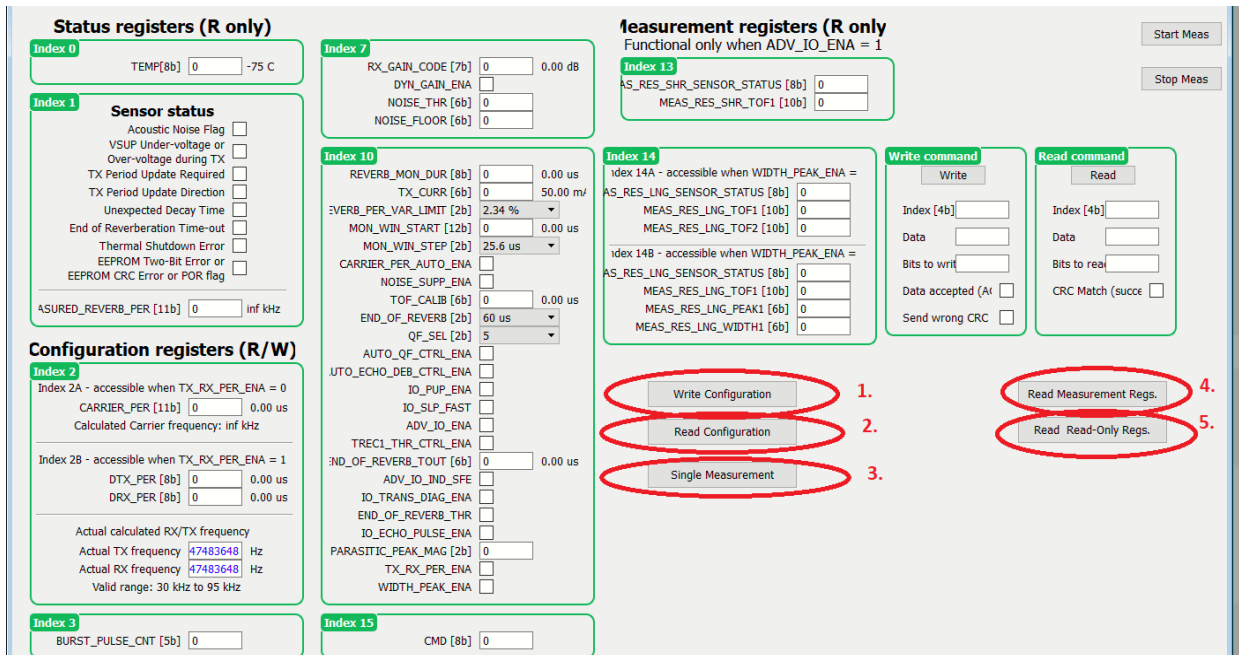 Status registers (R only)
Index 0
TEMP[8b] 0 -75 C
Index 1
Sensor status
Acoustic Noise Flag
VSUP Under-voltage or
Over-voltage during TX
TX Period Update Required
TX Period Update Direction
Unexpected Decay Time
End of Reverberation Time-out
Thermal Shutdown Error
EEPROM Two-Bit Error or
EEPROM CRC Error or POR flag
ASURED_REVERB_PER [11b] 0 inf kHz
Configuration registers (R/W)
Index 2
Index 2A - accessible when TX_RX_PER_ENA = 0
CARRIER_PER [11b] 0 0.00 us
Calculated Carrier frequency: inf kHz
Index 2B - accessible when TX_RX_PER_ENA = 1
DTX_PER [8b] 0 0.00 us
DRX_PER [8b] 0 0.00 us
Actual calculated RX/TX frequency
Actual TX frequency 47483648 Hz
Actual RX frequency 47483648 Hz
Valid range: 30 kHz to 95 kHz
Index 3
BURST_PULSE_CNT [5b] 0
Index 7
RX_GAIN_CODE [7b] 0 0.00 dB
DYN_GAIN_ENA
NOISE_THR [6b] 0
NOISE_FLOOR [6b] 0
Index 10
REVERB_MON_DUR [8b] 0 0.00 us
TX_CURR [6b] 0 50.00 m
EVERB_PER_VAR_LIMIT [2b] 2.34 %
MON_WIN_START [12b] 0 0.00 us
MON_WIN_STEP [2b] 25.6 us
CARRIER_PER_AUTO_ENA
NOISE_SUPP_ENA
TOF_CALIB [6b] 0 0.00 us
END_OF_REVERB [2b] 60 us
QF_SEL [2b] 5
AUTO_QF_CTRL_ENA
UTO_ECHO_DEB_CTRL_ENA
IO_PUP_ENA
IO_SLP_FAST
ADV_IO_ENA
TREC1_THR_CTRL_ENA
ND_OF_REVERB_TOUT [6b] 0 0.00 us
ADV_IO_IND_SFE
IO_TRANS_DIAG_ENA
END_OF_REVERB_THR
IO_ECHO_PULSE_ENA
PARASITIC_PEAK_MAG [2b] 0
TX_RX_PER_ENA
WIDTH_PEAK_ENA
Index 15
CMD [8b] 0
Measurement registers (R only
Functional only when ADV_IO_ENA = 1
Index 13
AS_RES_SHR_SENSOR_STATUS [8b] 0
MEAS_RES_SHR_TOF1 [10b] 0
Start Meas
Stop Meas
Index 14
ndex 14A - accessible when WIDTH_PEAK_ENA =
AS_RES_LNG_SENSOR_STATUS [8b] 0
MEAS_RES_LNG_TOF1 [10b] 0
MEAS_RES_LNG_TOF2 [10b] 0
ndex 14B - accessible when WIDTH_PEAK_ENA =
AS_RES_LNG_SENSOR_STATUS [8b] 0
MEAS_RES_LNG_TOF1 [10b] 0
MEAS_RES_LNG_PEAK1 [6b] 0
MEAS_RES_LNG_WIDTH1 [6b] 0
Write command
Write
Index [4b]
Data
Bits to writ
Data accepted (A
Send wrong CRC
Read command
Read
Index [4b]
Data
Bits to rea
CRC Match (succe
Write Configuration 1.
Read Configuration 2.
Single Measurement 3.
Read Measurement Regs. 4.
Read Read-Only Regs. 5.